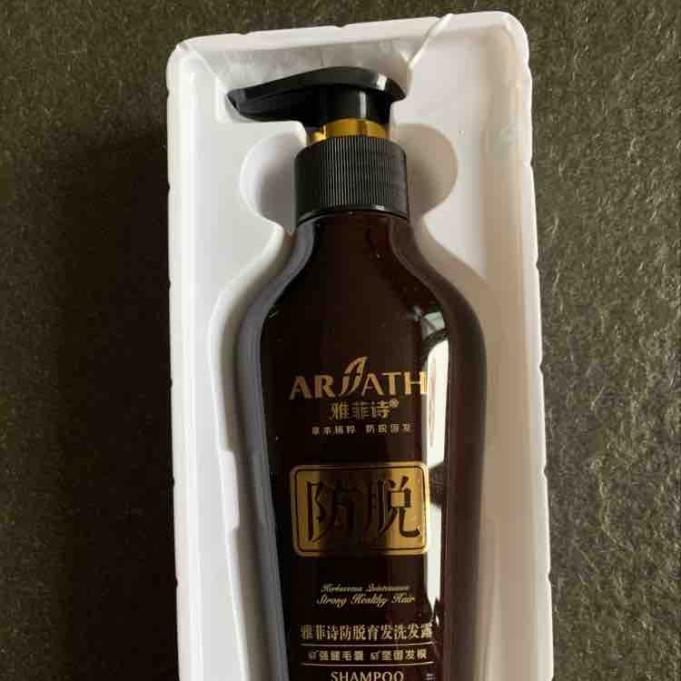 ARIATH
雅菲诗®
草本精粹 防脱固发
防脱
Herbaceous Quintessence
Strong Healthy Hair
雅菲诗防脱育发洗发露
强健毛囊 坚固发根
SHAMPOO